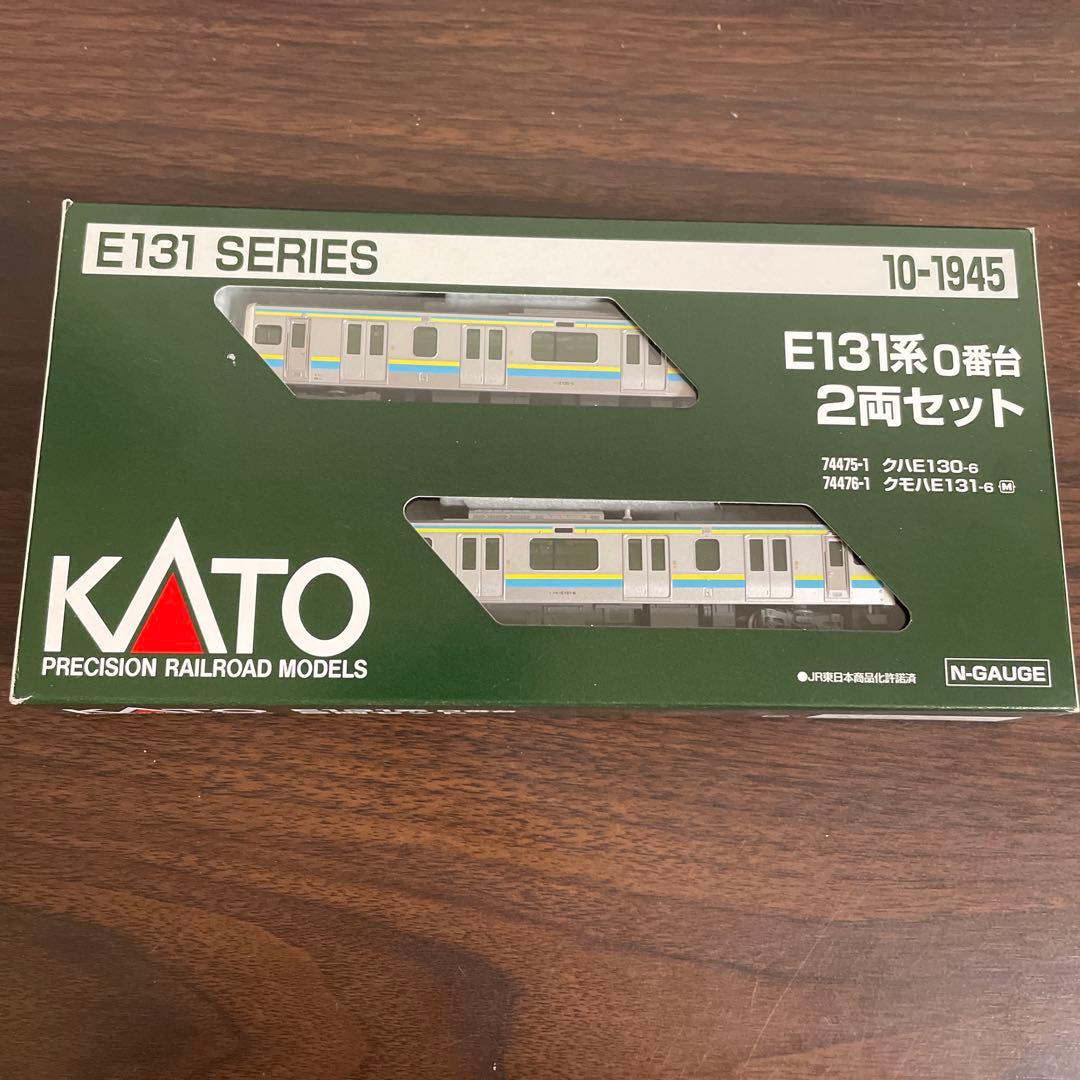 E131 SERIES
10-1945
E131系0番台
2両セット
74475-1 クハE130-6
74476-1 クモハE131-6 M
KATO
PRECISION RAILROAD MODELS
●JR東日本商品化許諾済
N-GAUGE
KATO